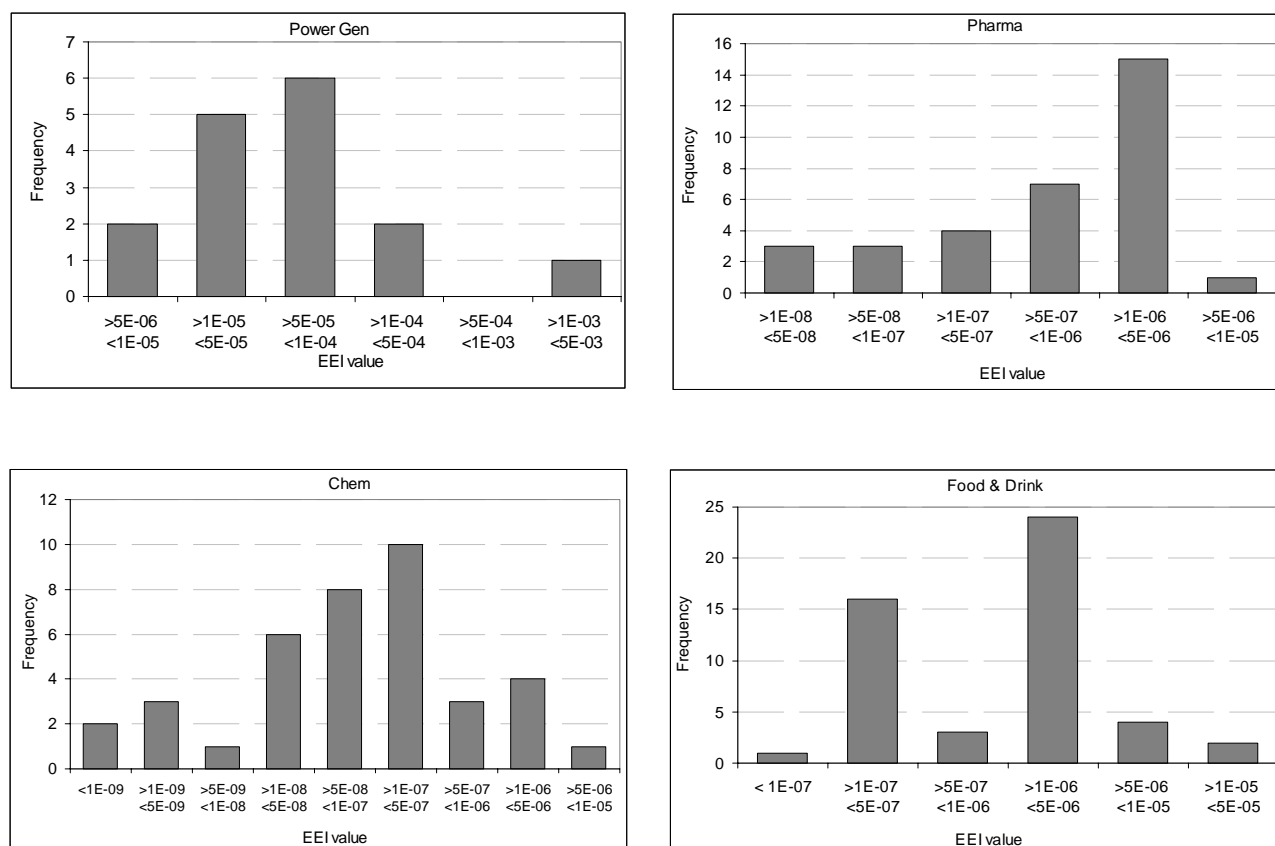 Power Gen
7
6
5
4
3
2
1
0
Frequency
>5E-06 >1E-05 >5E-05 >1E-04 >5E-04 >1E-03
<1E-05 <5E-05 <1E-04 <5E-04 <1E-03 <5E-03
EEI value
Pharma
16
14
12
10
8
6
4
2
0
Frequency
>1E-08 >5E-08 >1E-07 >5E-07 >1E-06 >5E-06
<5E-08 <1E-07 <5E-07 <1E-06 <5E-06 <1E-05
EEI value
Chem
12
10
8
6
4
2
0
Frequency
<1E-09 >1E-09 >5E-09 >1E-08 >5E-08 >1E-07 >5E-07 >1E-06 >5E-06
<5E-09 <1E-08 <5E-08 <1E-07 <5E-07 <1E-06 <5E-06 <1E-05
EEI value
Food & Drink
25
20
15
10
5
0
Frequency
< 1E-07 >1E-07 >5E-07 >1E-06 >5E-06 >1E-05
<5E-07 <1E-06 <5E-06 <1E-05 <5E-05
EEI value